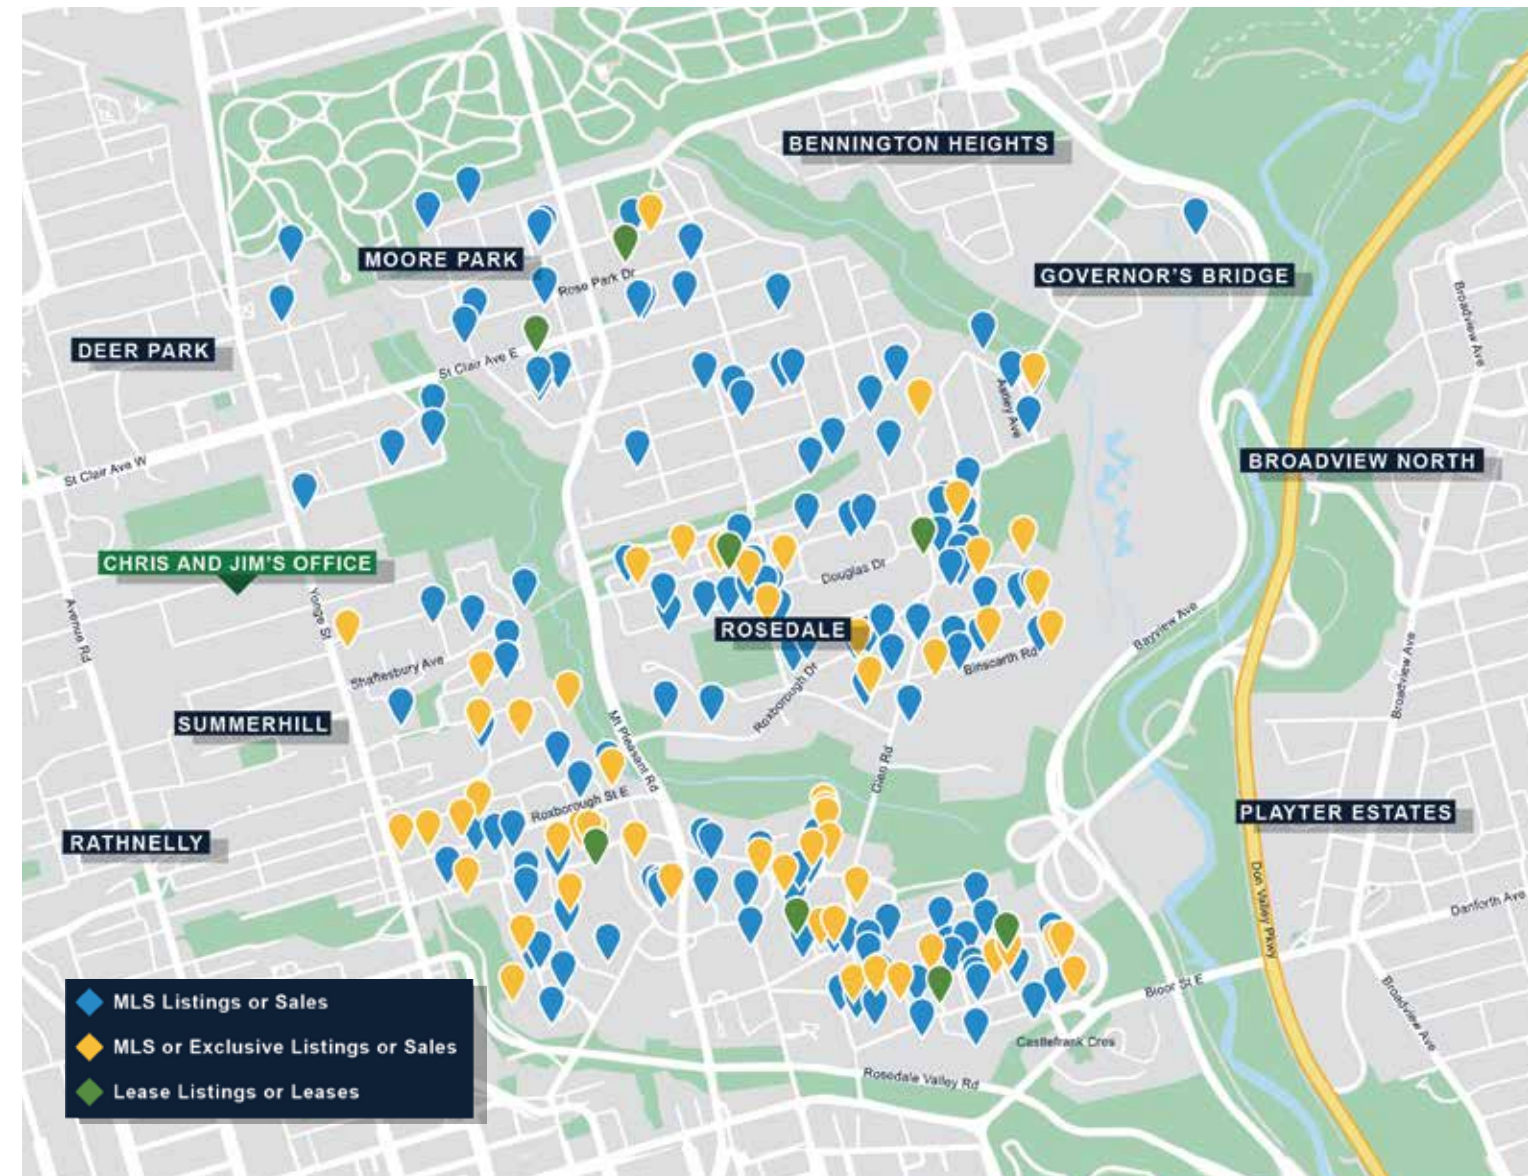 BENNINGTON HEIGHTS
MOORE PARK
GOVERNOR'S BRIDGE
Rose Park Dr
Broadview Ave
DEER PARK
St Clair Ave E
Astley Ave
St Clair Ave W
BROADVIEW NORTH
CHRIS AND JIM'S OFFICE
Douglas Dr
Avenue Rd
Yonge St
ROSEDALE
Bayview Ave
Shaftesbury Ave
Binscarth Rd
Broadview Ave
Roxborough Dr
SUMMERHILL
Mt Pleasant Rd
Glen Rd
Roxborough St E
PLAYTER ESTATES
RATHNELLY
Don Valley Pkwy
Danforth Ave
Bloor St E
MLS Listings or Sales
Broadview Ave
MLS or Exclusive Listings or Sales
Castlefrank Cres
Rosedale Valley Rd
Lease Listings or Leases